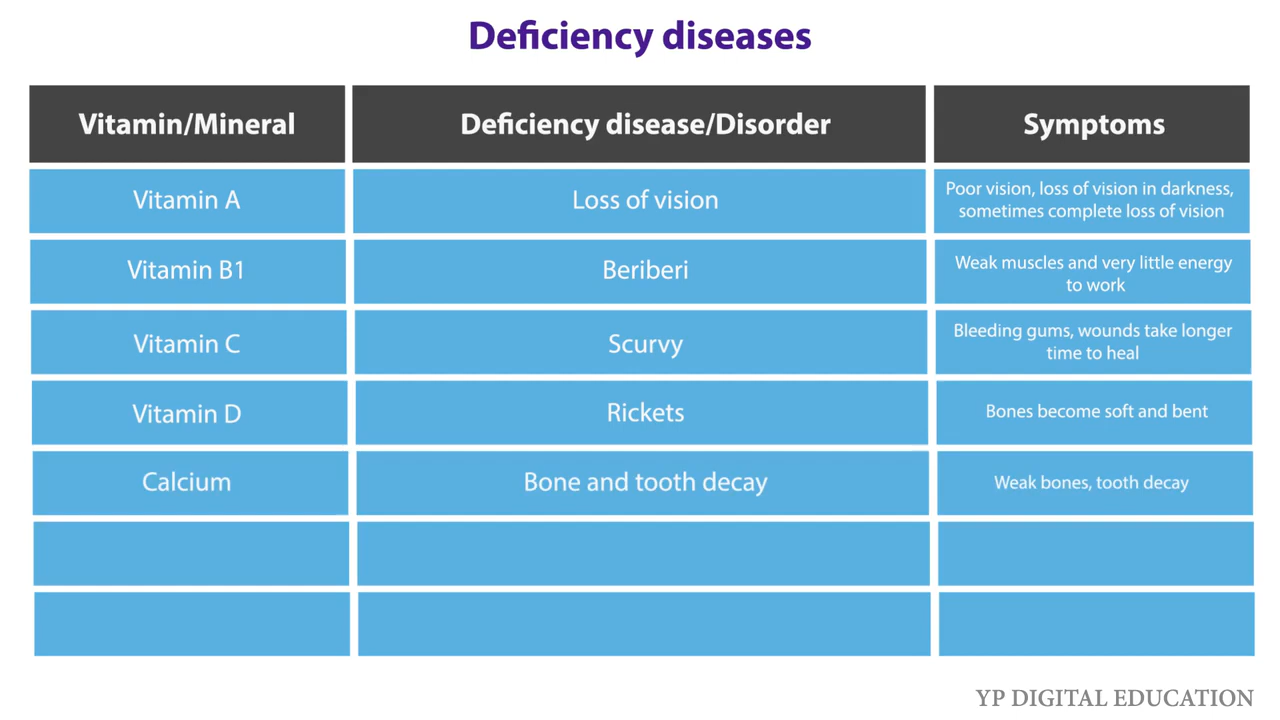 Deficiency diseases
Vitamin/Mineral
Deficiency disease/Disorder
Symptoms
Vitamin A
Loss of vision
Poor vision, loss of vision in darkness,
sometimes complete loss of vision
Vitamin B1
Beriberi
Weak muscles and very little energy
to work
Vitamin C
Scurvy
Bleeding gums, wounds take longer
time to heal
Vitamin D
Rickets
Bones become soft and bent
Calcium
Bone and tooth decay
Weak bones, tooth decay
YP DIGITAL EDUCATION